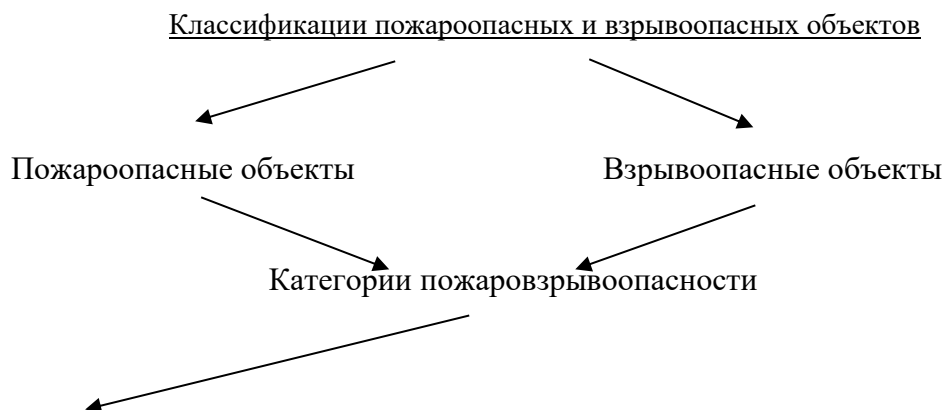 Классификации пожароопасных и взрывоопасных объектов
Пожароопасные объекты
Взрывоопасные объекты
Категории пожаровзрывоопасности